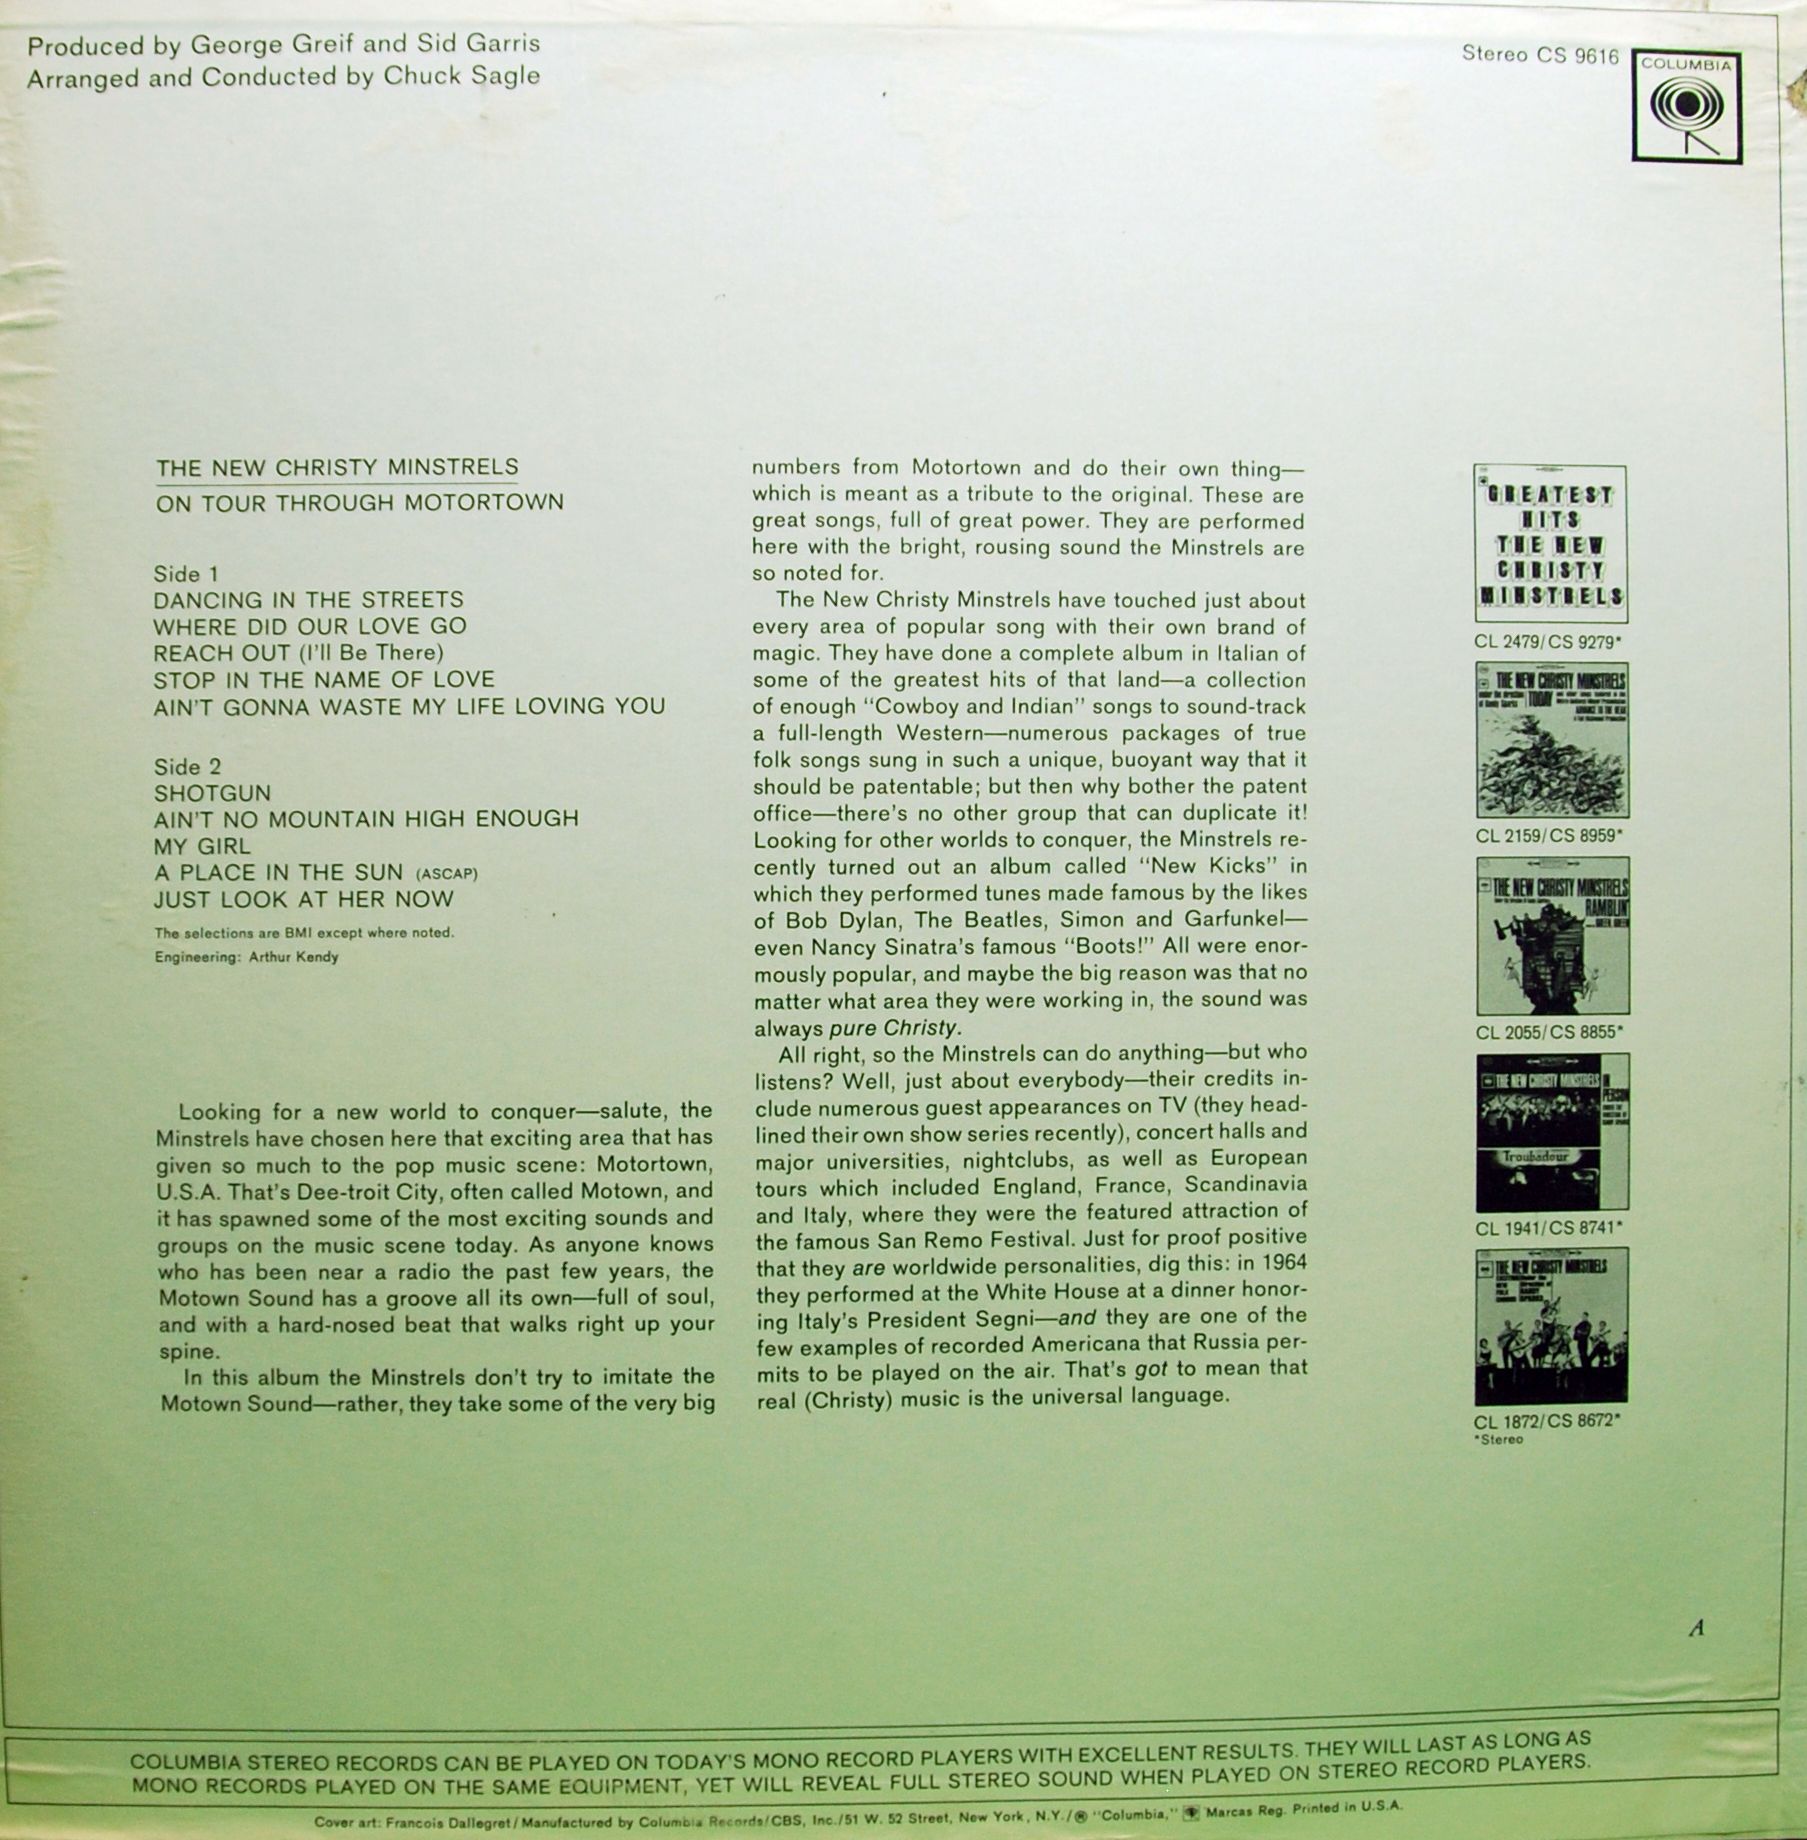 Produced by George Greif and Sid Garris
Arranged and Conducted by Chuck Sagle
Stereo CS 9616
COLUMBIA
THE NEW CHRISTY MINSTRELS
ON TOUR THROUGH MOTORTOWN
Side 1
DANCING IN THE STREETS
WHERE DID OUR LOVE GO
REACH OUT (I'll Be There)
STOP IN THE NAME OF LOVE
AIN'T GONNA WASTE MY LIFE LOVING YOU
Side 2
SHOTGUN
AIN'T NO MOUNTAIN HIGH ENOUGH
MY GIRL
A PLACE IN THE SUN (ASCAP)
JUST LOOK AT HER NOW
The selections are BMI except where noted.
Engineering: Arthur Kendy
Looking for a new world to conquer—salute, the
Minstrels have chosen here that exciting area that has
given so much to the pop music scene: Motortown,
U.S.A. That's Dee-troit City, often called Motown, and
it has spawned some of the most exciting sounds and
groups on the music scene today. As anyone knows
who has been near a radio the past few years, the
Motown Sound has a groove all its own—full of soul,
and with a hard-nosed beat that walks right up your
spine.
In this album the Minstrels don't try to imitate the
Motown Sound—rather, they take some of the very big
numbers from Motortown and do their own thing—
which is meant as a tribute to the original. These are
great songs, full of great power. They are performed
here with the bright, rousing sound the Minstrels are
so noted for.
The New Christy Minstrels have touched just about
every area of popular song with their own brand of
magic. They have done a complete album in Italian of
some of the greatest hits of that land—a collection
of enough "Cowboy and Indian" songs to sound-track
a full-length Western—numerous packages of true
folk songs sung in such a unique, buoyant way that it
should be patentable; but then why bother the patent
office—there's no other group that can duplicate it!
Looking for other worlds to conquer, the Minstrels re-
cently turned out an album called "New Kicks" in
which they performed tunes made famous by the likes
of Bob Dylan, The Beatles, Simon and Garfunkel—
even Nancy Sinatra's famous "Boots!" All were enor-
mously popular, and maybe the big reason was that no
matter what area they were working in, the sound was
always pure Christy.
All right, so the Minstrels can do anything—but who
listens? Well, just about everybody—their credits in-
clude numerous guest appearances on TV (they head-
lined their own show series recently), concert halls and
major universities, nightclubs, as well as European
tours which included England, France, Scandinavia
and Italy, where they were the featured attraction of
the famous San Remo Festival. Just for proof positive
that they are worldwide personalities, dig this: in 1964
they performed at the White House at a dinner honor-
ing Italy's President Segni—and they are one of the
few examples of recorded Americana that Russia per-
mits to be played on the air. That's got to mean that
real (Christy) music is the universal language.
GREATEST
HITS
THE NEW
CHRISTY
MINSTRELS
CL 2479/CS 9279*
THE NEW CHRISTY MINSTRELS
TODAY
CL 2159/CS 8959*
THE NEW CHRISTY MINSTRELS
RAMBLIN'
CL 2055/CS 8855*
THE NEW CHRISTY MINSTRELS IN
PERSON
Troubadour
CL 1941/CS 8741*
THE NEW CHRISTY MINSTRELS
CL 1872/CS 8672*
*Stereo
A
COLUMBIA STEREO RECORDS CAN BE PLAYED ON TODAY'S MONO RECORD PLAYERS WITH EXCELLENT RESULTS. THEY WILL LAST AS LONG AS
MONO RECORDS PLAYED ON THE SAME EQUIPMENT, YET WILL REVEAL FULL STEREO SOUND WHEN PLAYED ON STEREO RECORD PLAYERS.
Cover art: Francois Dallegret/Manufactured by Columbia Records/CBS, Inc./51 W. 52 Street, New York, N.Y./® "Columbia," Marcas Reg. Printed in U.S.A.